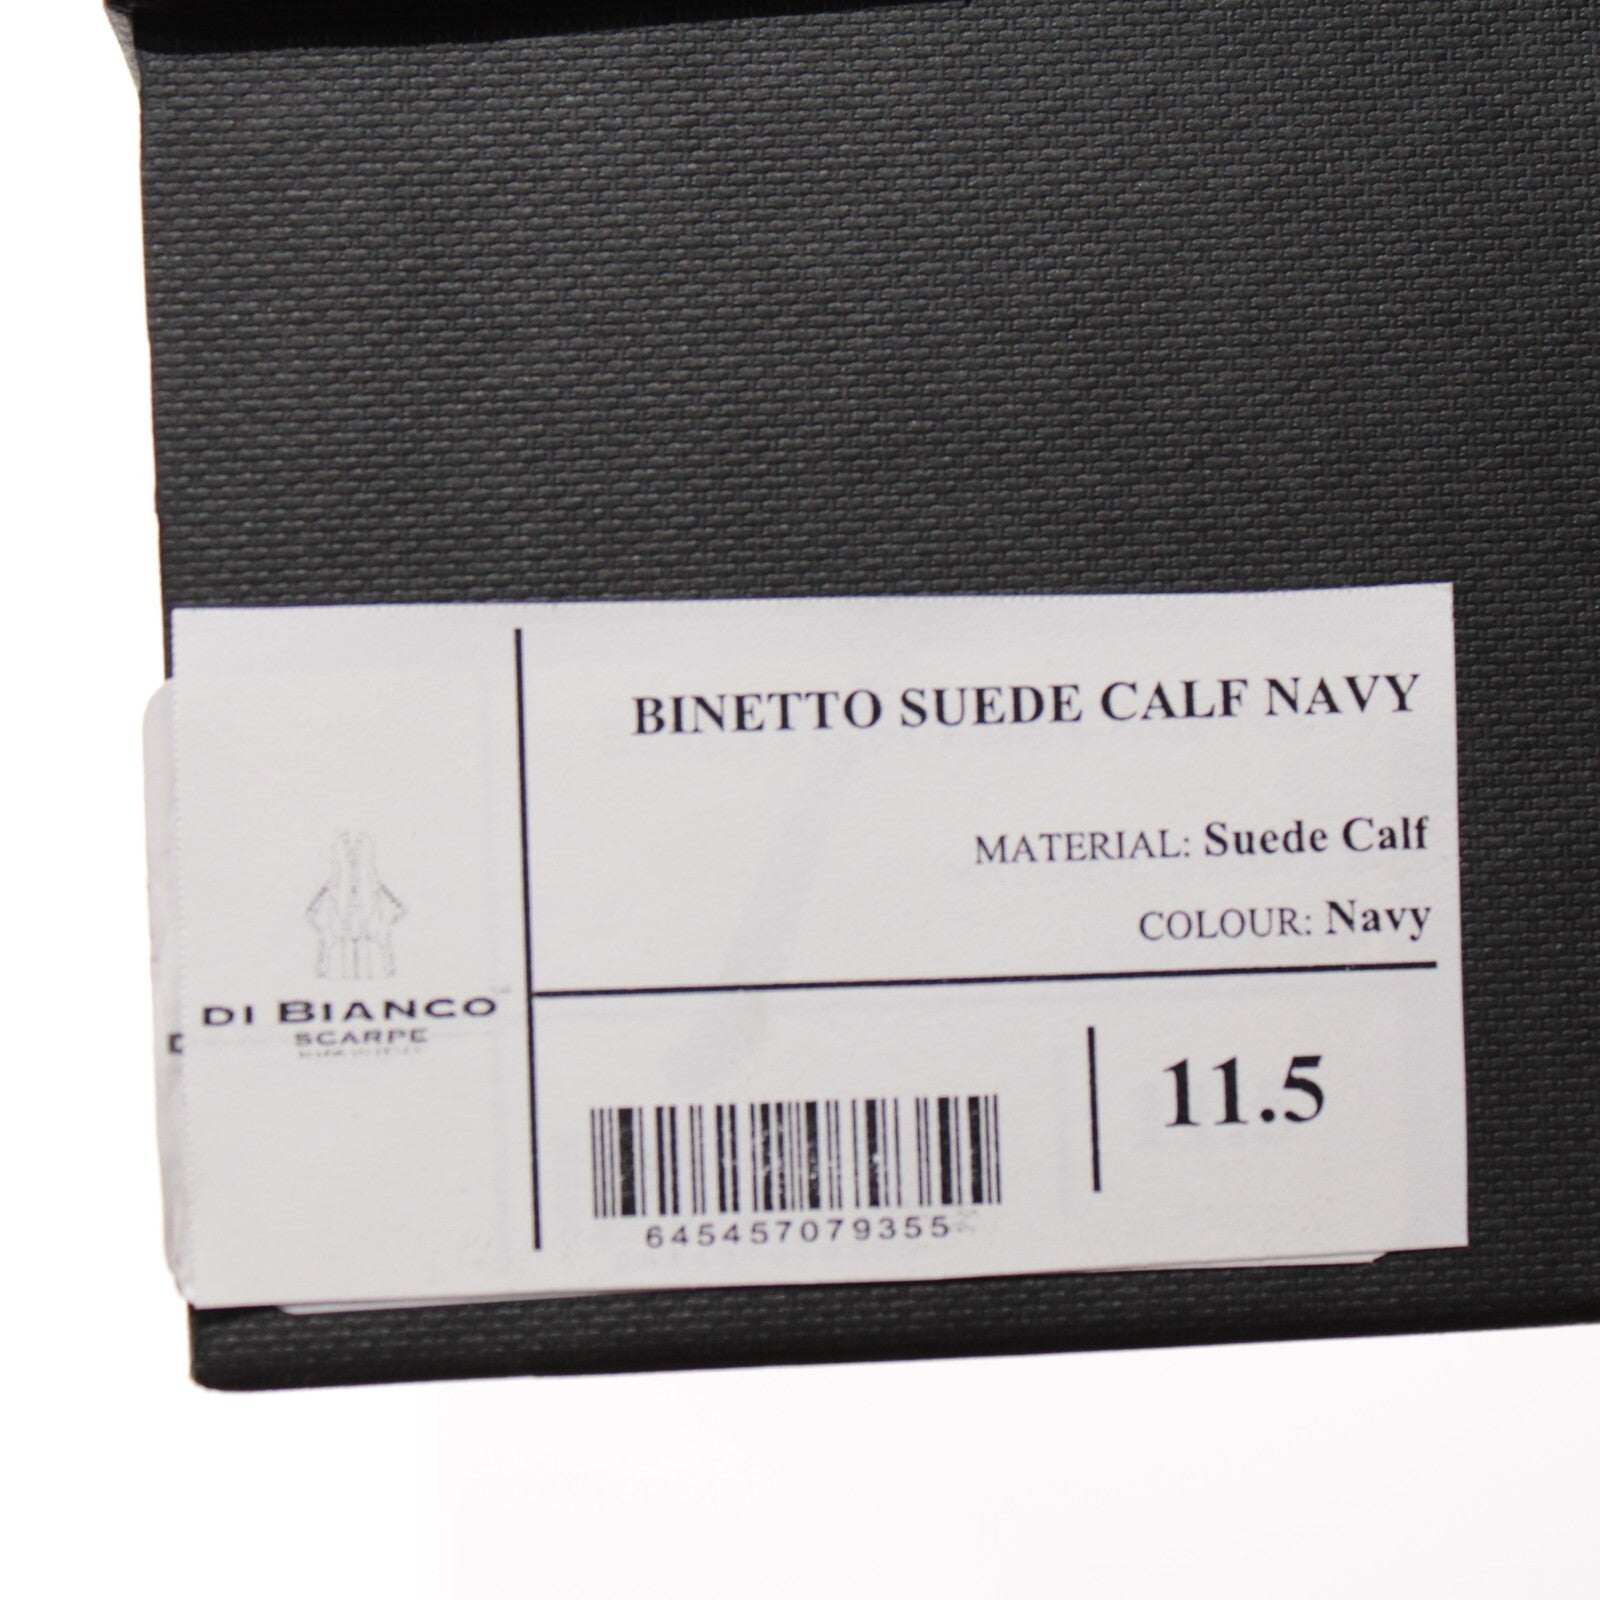 BINETTO SUEDE CALF NAVY
MATERIAL: Suede Calf
COLOUR: Navy
DI BIANCO
SCARPE
11.5
645457079355